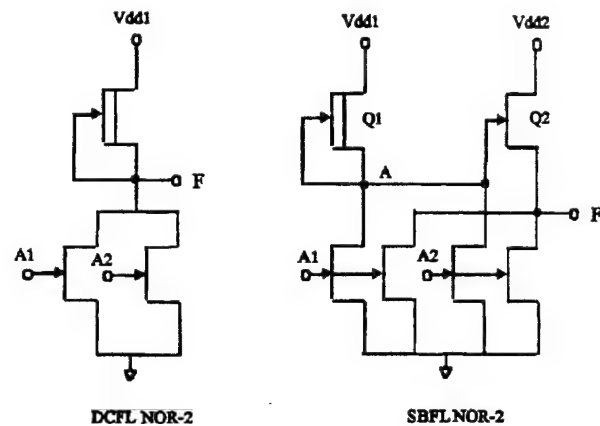 Vdd1
F
A1
A2
DCFL NOR-2
Vdd1
Vdd2
Q1
Q2
A
F
A1
A2
SBFL NOR-2